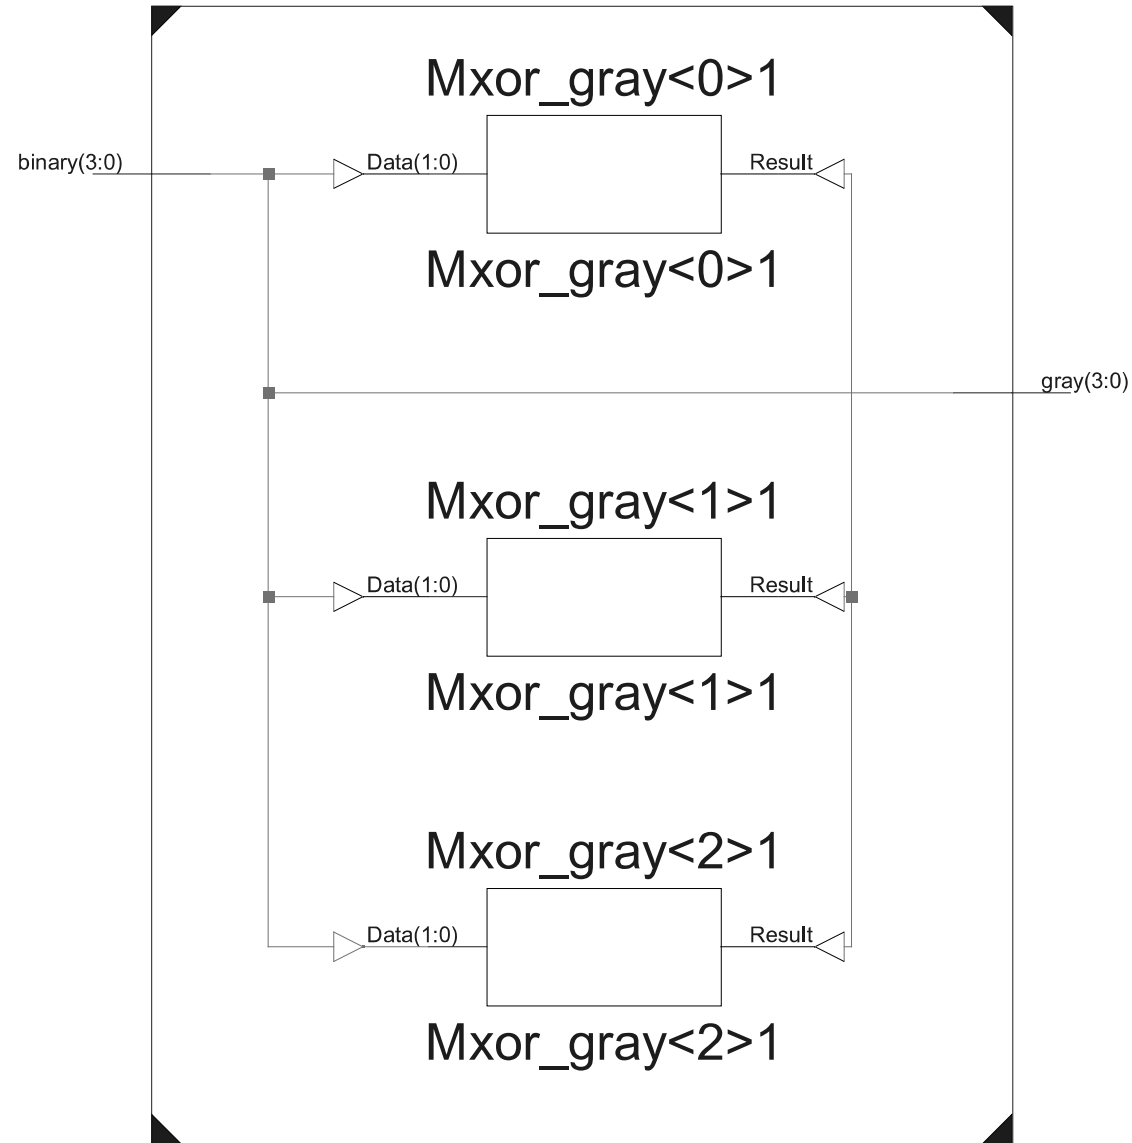 Mxor_gray<0>1
binary(3:0)
Data(1:0)
Result
Mxor_gray<0>1
gray(3:0)
Mxor_gray<1>1
Data(1:0)
Result
Mxor_gray<1>1
Mxor_gray<2>1
Data(1:0)
Result
Mxor_gray<2>1